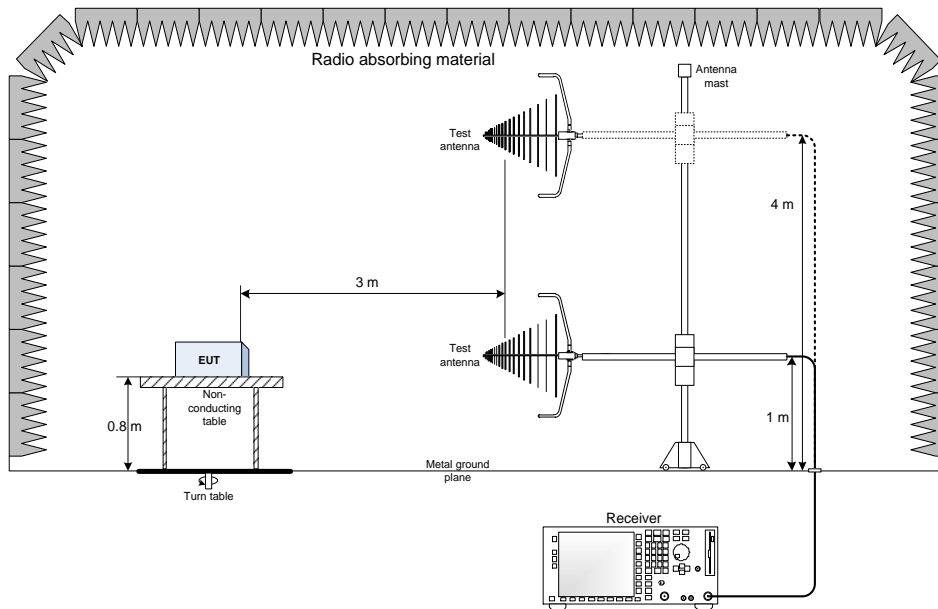 Radio absorbing material
Antenna
mast
Test
antenna
4 m
3 m
Test
antenna
EUT
Non-
conducting
table
0.8 m
1 m
Metal ground
plane
Turn table
Receiver